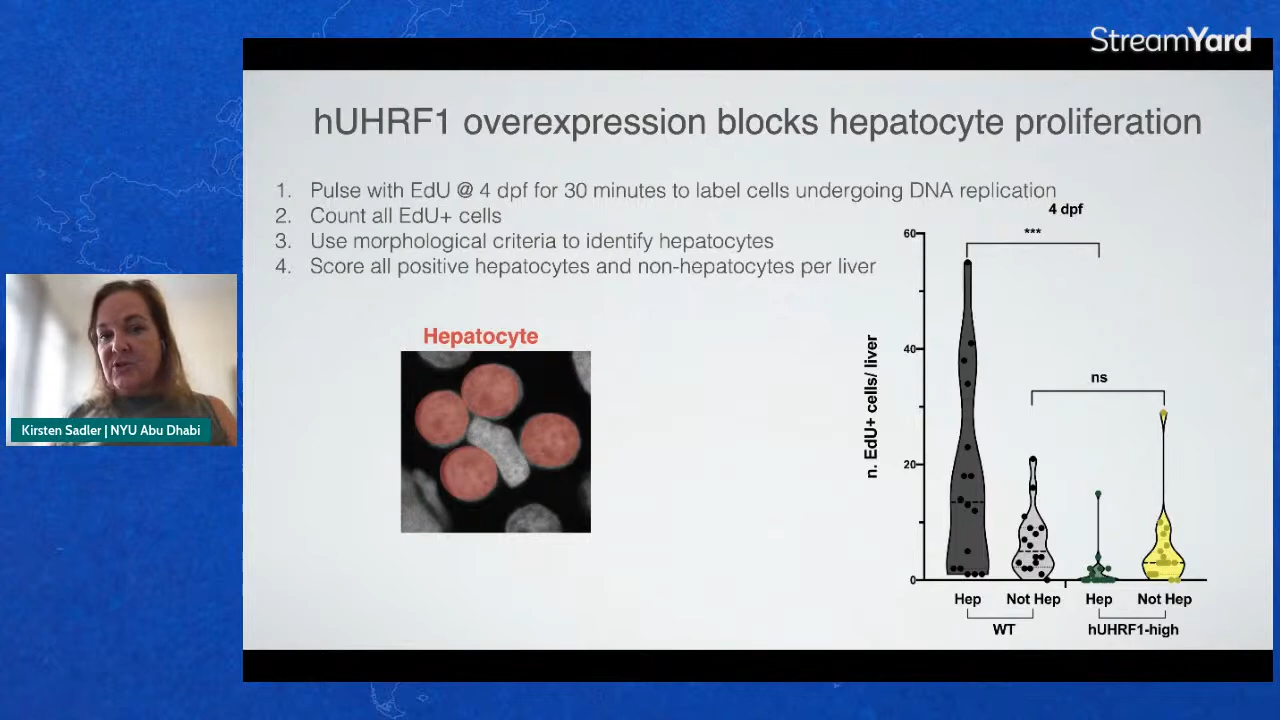 StreamYard
hUHRF1 overexpression blocks hepatocyte proliferation
1. Pulse with EdU @ 4 dpf for 30 minutes to label cells undergoing DNA replication
2. Count all EdU+ cells
3. Use morphological criteria to identify hepatocytes
4. Score all positive hepatocytes and non-hepatocytes per liver
Hepatocyte
Kirsten Sadler | NYU Abu Dhabi
4 dpf
***
ns
n. EdU+ cells/ liver
60
40
20
0
Hep Not Hep Hep Not Hep
WT hUHRF1-high